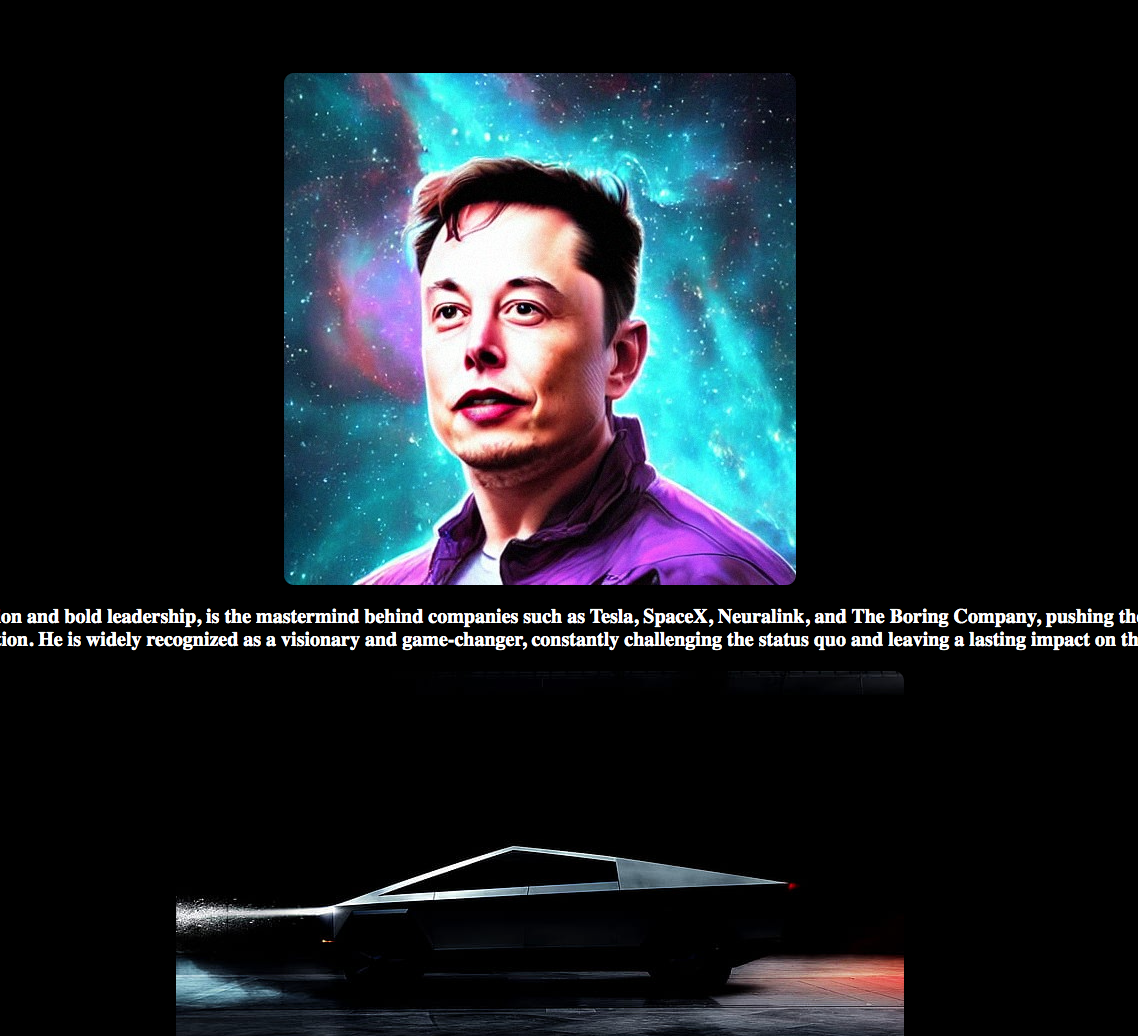 on and bold leadership, is the mastermind behind companies such as Tesla, SpaceX, Neuralink, and The Boring Company, pushing the
tion. He is widely recognized as a visionary and game-changer, constantly challenging the status quo and leaving a lasting impact on th